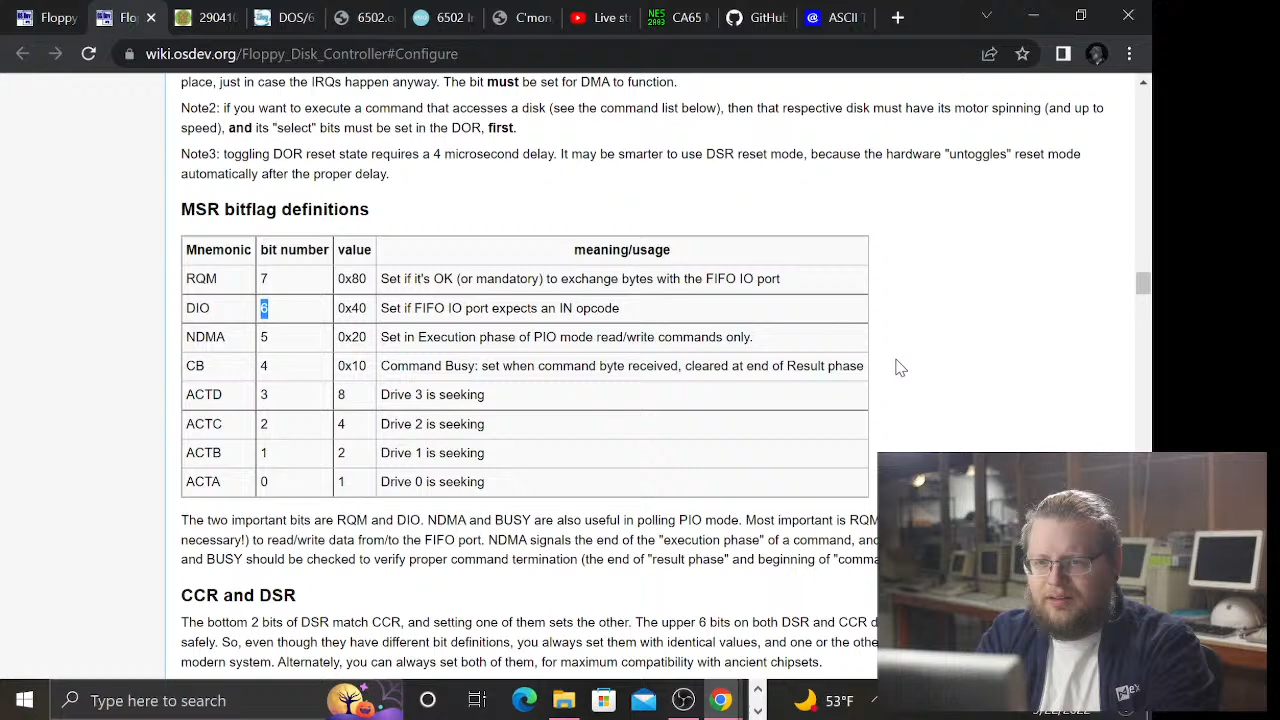 Floppy
Flo
29410
DOS/6
6222.c
65C2 I
C'mn
Live st
NES
2A03
CA65 M
GitHub
ASCII
wiki.osdev.org/Floppy_Disk_Controller#Configure
place, just in case the IRQs happen anyway. The bit must be set for DMA to function.
Note2: if you want to execute a command that accesses a disk (see the command list below), then that respective disk must have its motor spinning (and up to
speed), and its "select" bits must be set in the DOR, first.
Note3: toggling DOR reset state requires a 4 microsecond delay. It may be smarter to use DSR reset mode, because the hardware "untoggles" reset mode
automatically after the proper delay.
MSR bitflag definitions
Mnemonic bit number value meaning/usage
RQM 7 0x80 Set if it's OK (or mandatory) to exchange bytes with the FIFO IO port
DIO 6 0x40 Set if FIFO IO port expects an IN opcode
NDMA 5 0x20 Set in Execution phase of PIO mode read/write commands only.
CB 4 0x10 Command Busy: set when command byte received, cleared at end of Result phase
ACTD 3 8 Drive 3 is seeking
ACTC 2 4 Drive 2 is seeking
ACTB 1 2 Drive 1 is seeking
ACTA 0 1 Drive 0 is seeking
The two important bits are RQM and DIO. NDMA and BUSY are also useful in polling PIO mode. Most important is RQM
necessary!) to read/write data from/to the FIFO port. NDMA signals the end of the "execution phase" of a command, and
and BUSY should be checked to verify proper command termination (the end of "result phase" and beginning of "comma
CCR and DSR
The bottom 2 bits of DSR match CCR, and setting one of them sets the other. The upper 6 bits on both DSR and CCR d
safely. So, even though they have different bit definitions, you always set them with identical values, and one or the othe
modern system. Alternately, you can always set both of them, for maximum compatibility with ancient chipsets.
Type here to search
53°F
9/22/2022